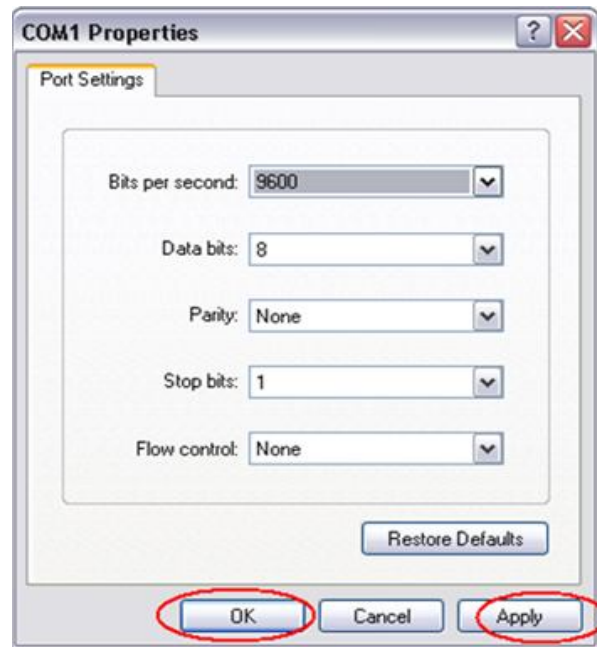 COM1 Properties
Port Settings
Bits per second: 9600
Data bits: 8
Parity: None
Stop bits: 1
Flow control: None
Restore Defaults
OK Cancel Apply